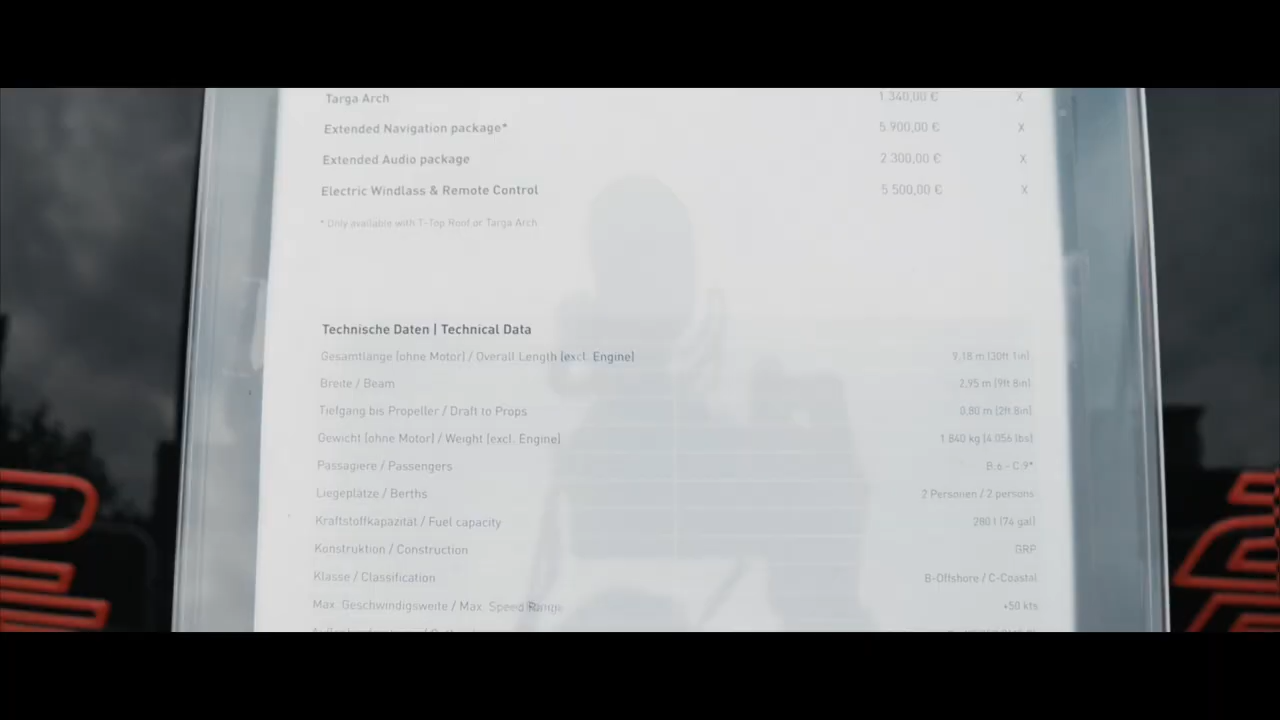 Targa Arch 1 340,00 € X
Extended Navigation package* 5.900,00 € X
Extended Audio package 2 300,00 € X
Electric Windlass & Remote Control 5 500,00 € X
* Only available with T-Top Roof or Targa Arch
Technische Daten | Technical Data
Gesamtlänge (ohne Motor) / Overall Length (excl. Engine) 9,18 m (30ft 1in)
Breite / Beam 2,95 m (9ft 8in)
Tiefgang bis Propeller / Draft to Props 0,80 m (2ft 8in)
Gewicht (ohne Motor) / Weight (excl. Engine) 1.840 kg (4.056 lbs)
Passagiere / Passengers B:6 - C:9*
Liegeplätze / Berths 2 Personen / 2 persons
Kraftstoffkapazität / Fuel capacity 280 l (74 gal)
Konstruktion / Construction GRP
Klasse / Classification B-Offshore / C-Coastal
Max. Geschwindigsweite / Max. Speed Range +50 kts